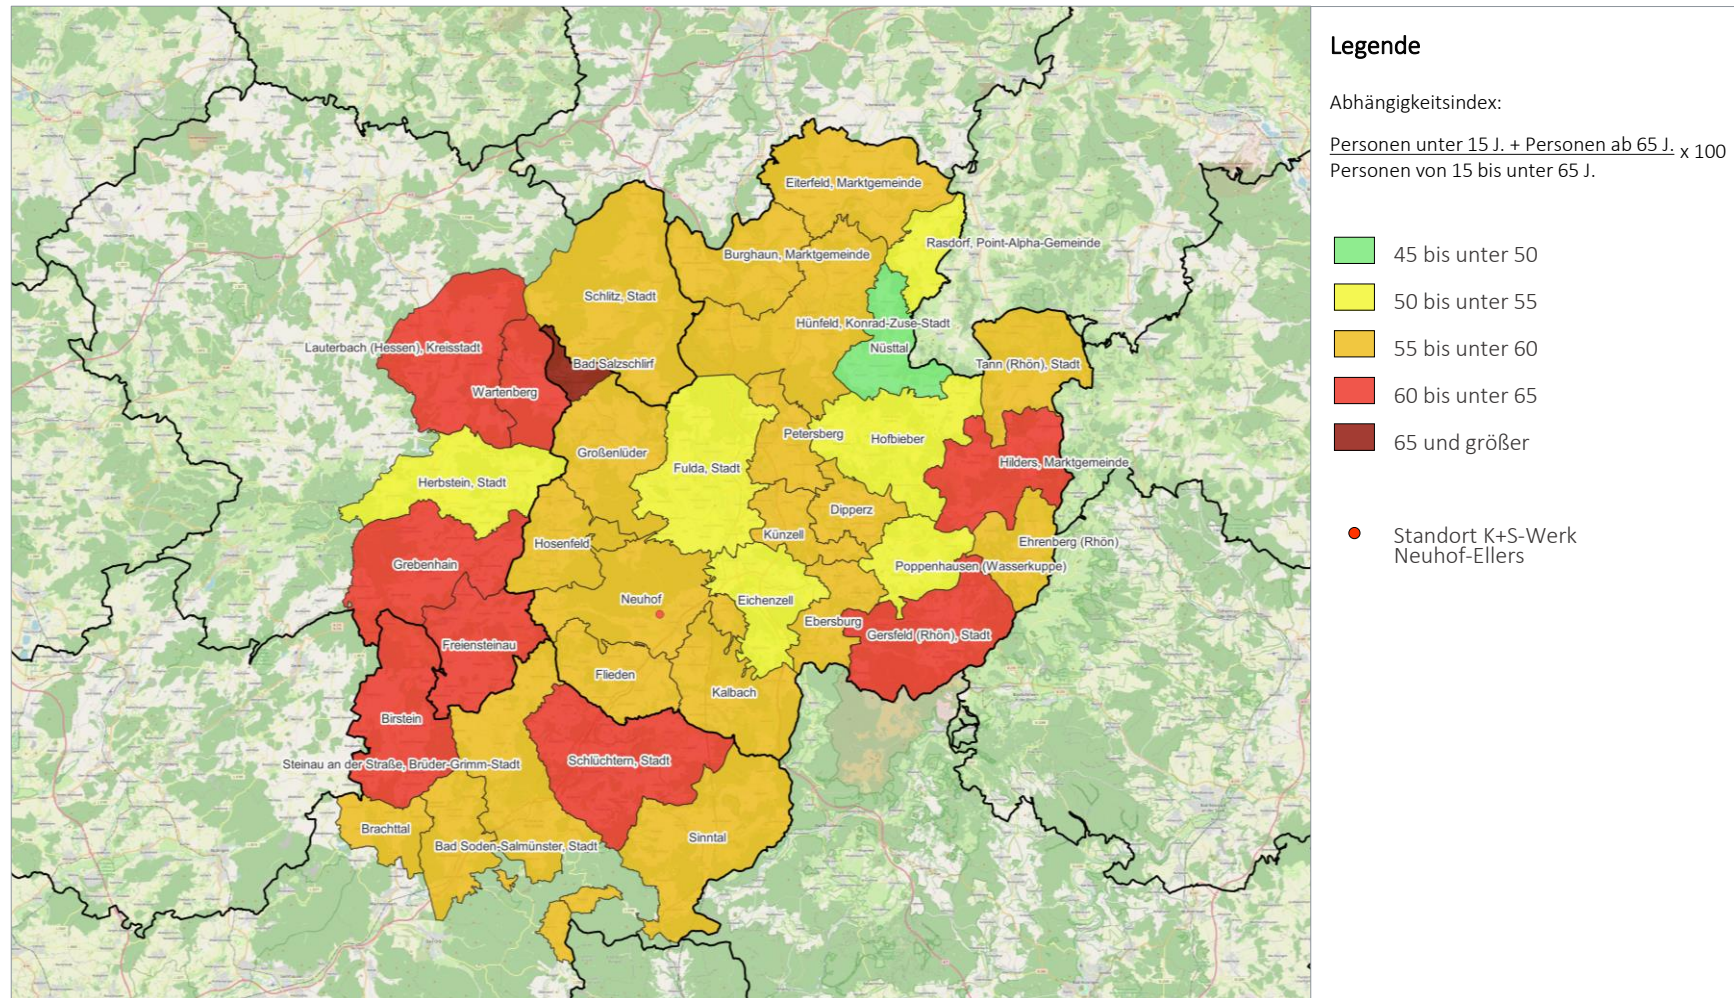 Eiterfeld, Marktgemeinde
Rasdorf, Point-Alpha-Gemeinde
Burghaun, Marktgemeinde
Schlitz, Stadt
Hünfeld, Konrad-Zuse-Stadt
Lauterbach (Hessen), Kreisstadt
Nüsttal
Bad Salzschlirf
Tann (Rhön), Stadt
Wartenberg
Petersberg
Hofbieber
Großenlüder
Hilders, Marktgemeinde
Fulda, Stadt
Herbstein, Stadt
Dipperz
Künzell
Hosenfeld
Ehrenberg (Rhön)
Grebenhain
Poppenhausen (Wasserkuppe)
Neuhof
Eichenzell
Ebersburg
Gersfeld (Rhön), Stadt
Freiensteinau
Flieden
Kalbach
Birstein
Schlüchtern, Stadt
Steinau an der Straße, Brüder-Grimm-Stadt
Brachttal
Sinntal
Bad Soden-Salmünster, Stadt
Legende
Abhängigkeitsindex:
Personen unter 15 J. + Personen ab 65 J. x 100
Personen von 15 bis unter 65 J.
45 bis unter 50
50 bis unter 55
55 bis unter 60
60 bis unter 65
65 und größer
Standort K+S-Werk
Neuhof-Ellers